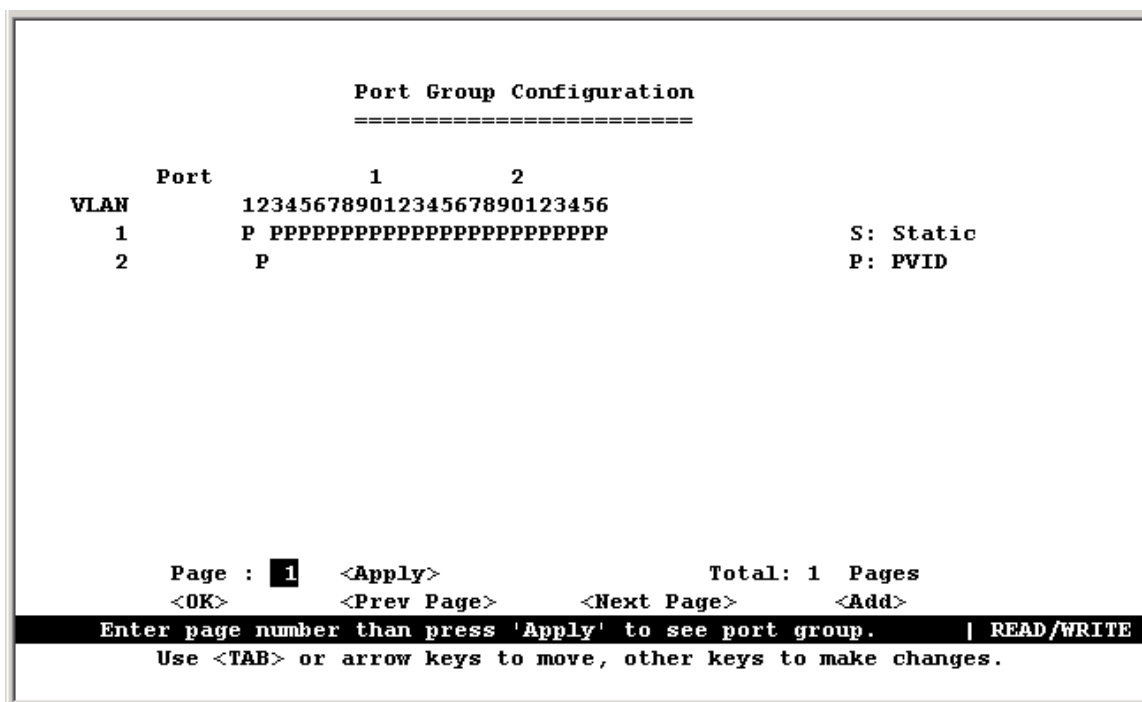 Port Group Configuration
========================
Port 1 2
VLAN 12345678901234567890123456
1 P PPPPPPPPPPPPPPPPPPPPPPPP S: Static
2 P P: PVID
Page : 1 <Apply> Total: 1 Pages
<OK> <Prev Page> <Next Page> <Add>
Enter page number than press 'Apply' to see port group. | READ/WRITE
Use <TAB> or arrow keys to move, other keys to make changes.